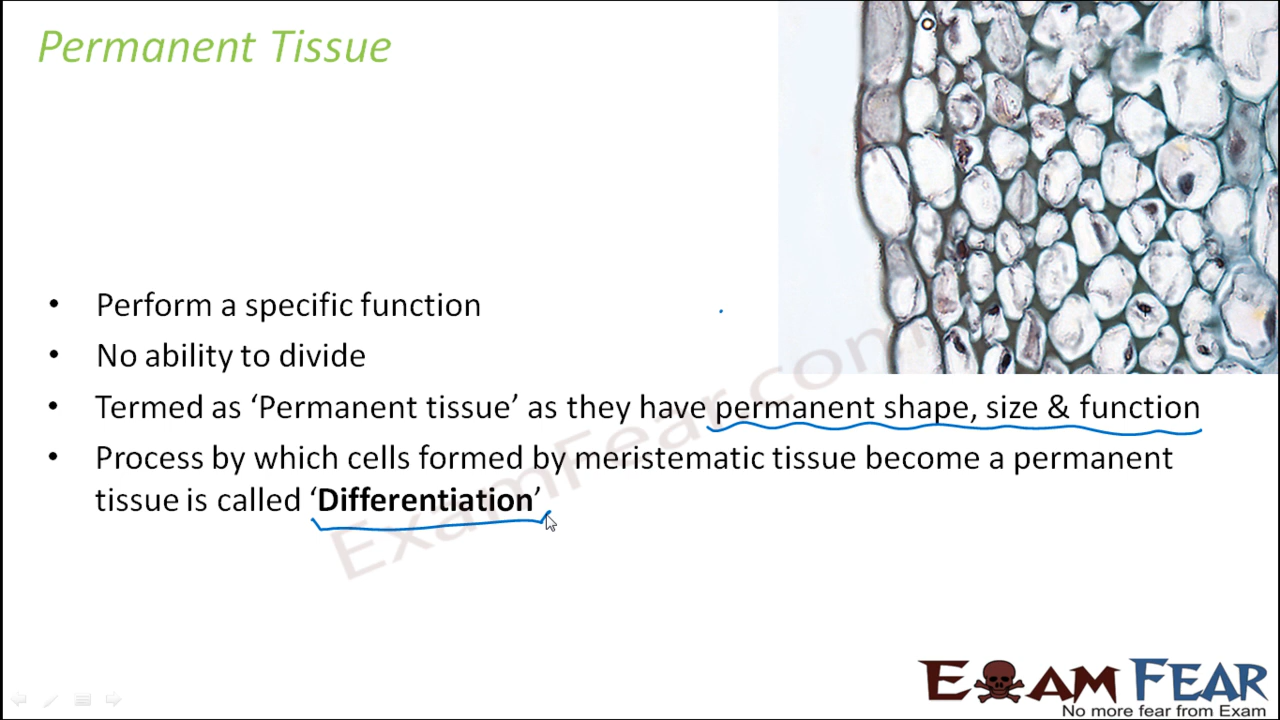 Permanent Tissue
• Perform a specific function
• No ability to divide
• Termed as ‘Permanent tissue’ as they have permanent shape, size & function
• Process by which cells formed by meristematic tissue become a permanent
tissue is called ‘Differentiation’
ExamFear.com
EXAM FEAR
No more fear from Exam